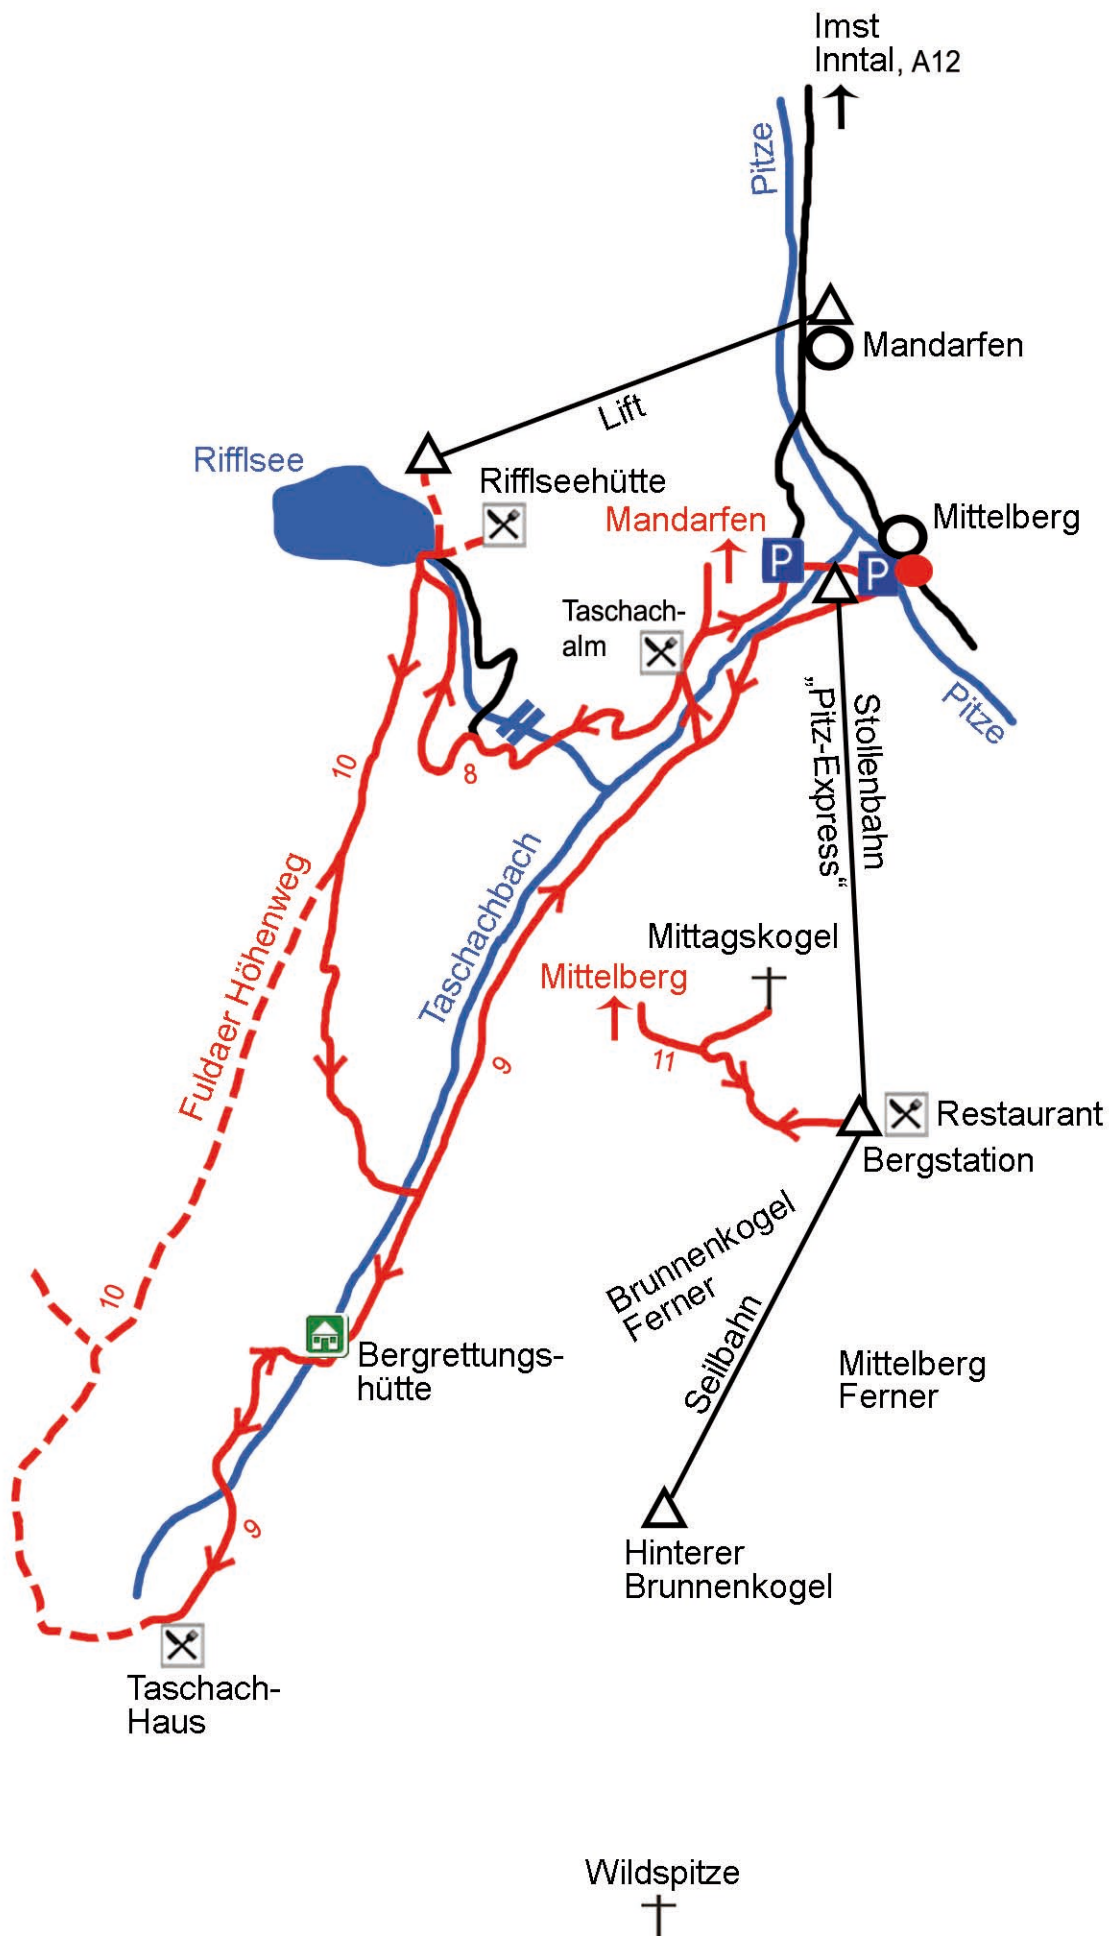 Imst
Inntal, A12
Pitze
Mandarfen
Lift
Rifflsee
Rifflseehütte
Mandarfen
Mittelberg
P
P
Taschach-
alm
Pitze
Stollenbahn
„Pitz-Express“
10
8
Taschachbach
Fuldaer Höhenweg
Mittagskogel
Mittelberg
11
9
Restaurant
Bergstation
Brunnenkogel
Ferner
Seilbahn
10
Bergrettungs-
hütte
Mittelberg
Ferner
9
Hinterer
Brunnenkogel
Taschach-
Haus
Wildspitze